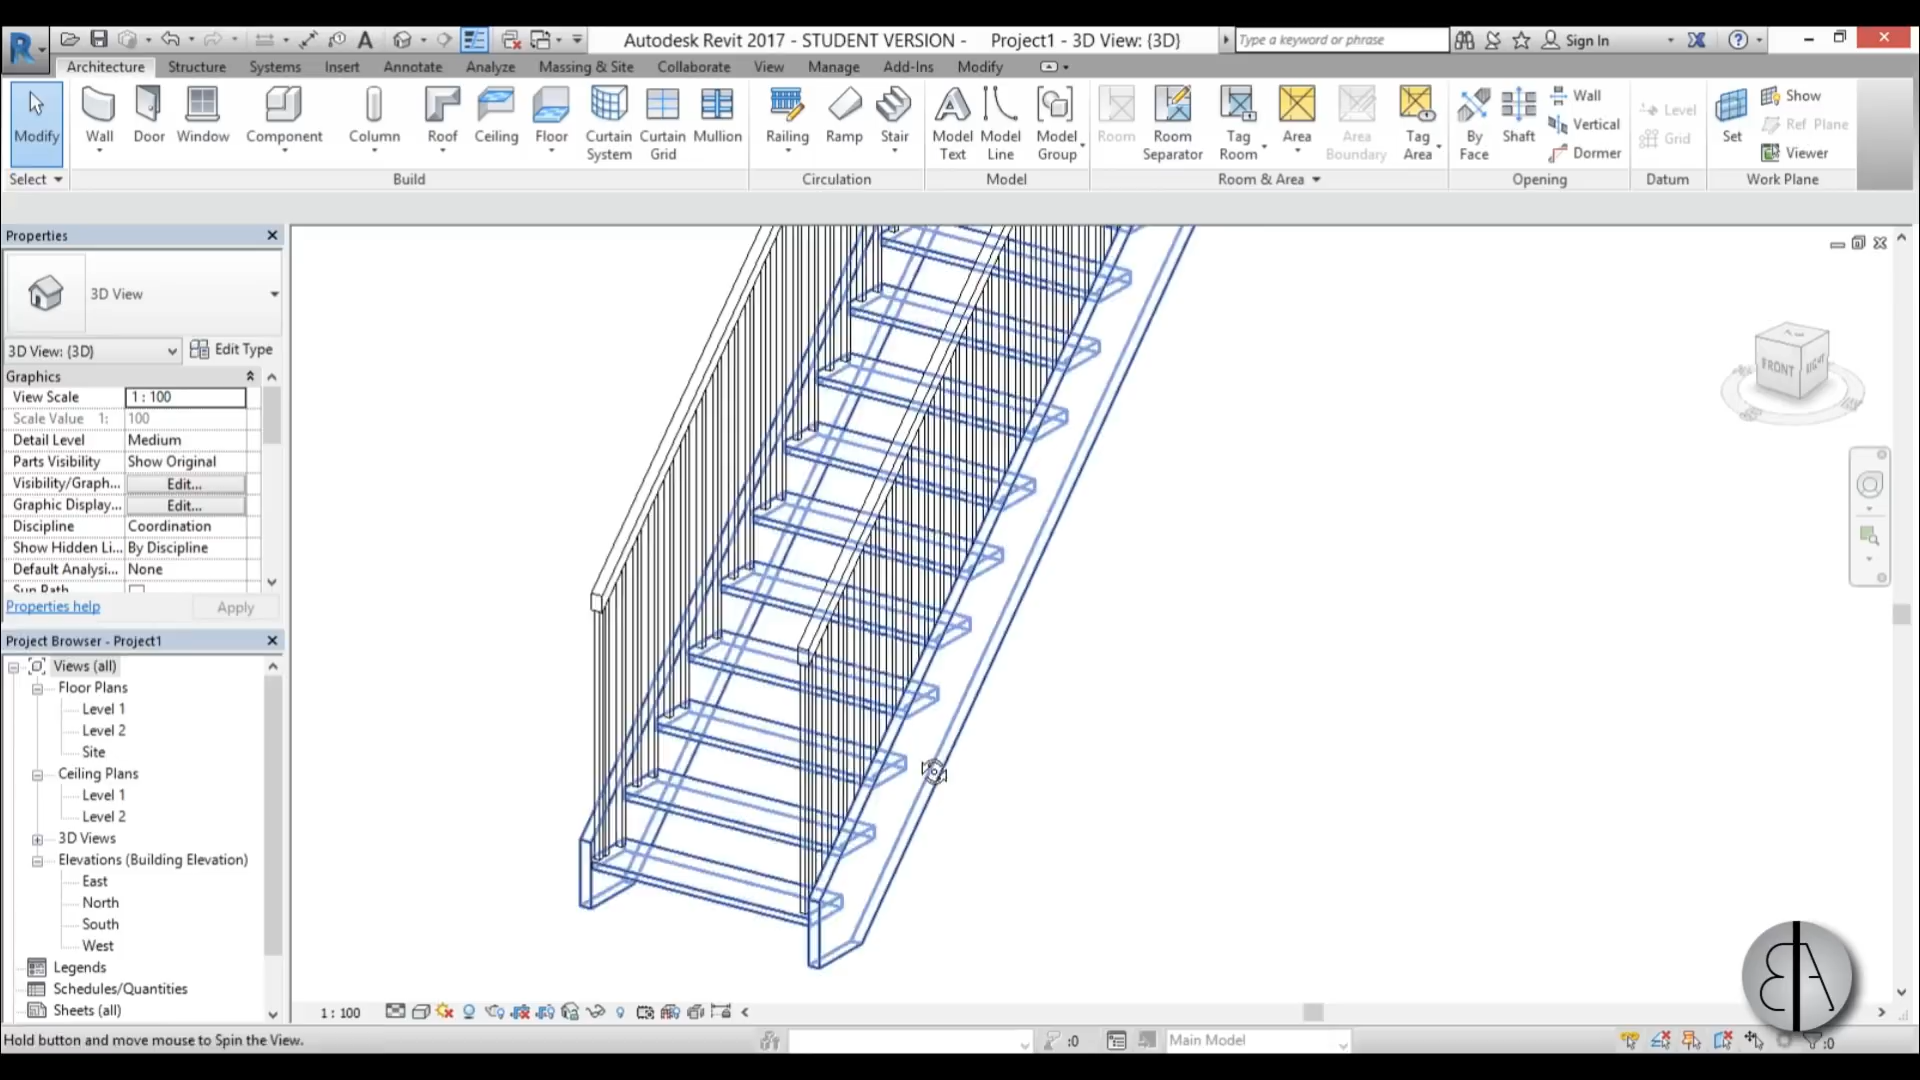 Autodesk Revit 2017 - STUDENT VERSION - Project1 - 3D View: {3D}
Type a keyword or phrase
Sign In
Architecture Structure Systems Insert Annotate Analyze Massing & Site Collaborate View Manage Add-Ins Modify
Modify
Wall
Door
Window
Component
Column
Roof
Ceiling
Floor
Curtain System
Curtain Grid
Mullion
Railing
Ramp
Stair
Model Text
Model Line
Model Group
Room
Room Separator
Tag Room
Area
Area Boundary
Tag Area
By Face
Shaft
Wall
Vertical
Dormer
Level
Grid
Set
Show
Ref Plane
Viewer
Select
Build
Circulation
Model
Room & Area
Opening
Datum
Work Plane
Properties
3D View
3D View: {3D}
Edit Type
Graphics
View Scale 1 : 100
Scale Value 1: 100
Detail Level Medium
Parts Visibility Show Original
Visibility/Graph... Edit...
Graphic Display... Edit...
Discipline Coordination
Show Hidden Li... By Discipline
Default Analysi... None
Sun Path
Properties help
Apply
Project Browser - Project1
Views (all)
Floor Plans
Level 1
Level 2
Site
Ceiling Plans
Level 1
Level 2
3D Views
Elevations (Building Elevation)
East
North
South
West
Legends
Schedules/Quantities
Sheets (all)
FRONT
RIGHT
1 : 100
Hold button and move mouse to Spin the View.
:0
Main Model
:0
BA